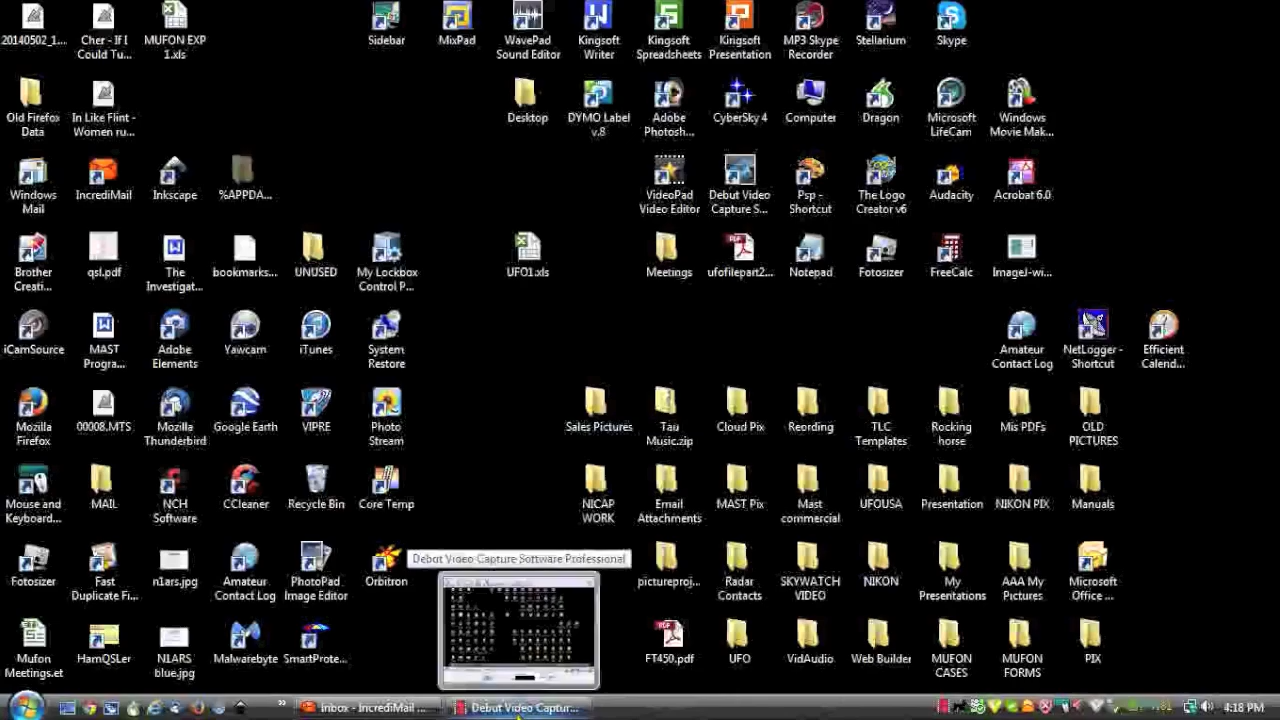 20140502_1...
Cher - If I
Could Tu...
MUFON EXP
1.xls
Sidebar
MixPad
WavePad
Sound Editor
Kingsoft
Writer
Kingsoft
Spreadsheets
Kingsoft
Presentation
MP3 Skype
Recorder
Stellarium
Skype
Old Firefox
Data
In Like Flint -
Women ru...
Desktop
DYMO Label
v.8
Adobe
Photosh...
CyberSky 4
Computer
Dragon
Microsoft
LifeCam
Windows
Movie Mak...
Windows
Mail
IncrediMail
Inkscape
%APPDA...
VideoPad
Video Editor
Debut Video
Capture S...
Psp -
Shortcut
The Logo
Creator v6
Audacity
Acrobat 6.0
Brother
Creati...
qsl.pdf
The
Investigat...
bookmarks...
UNUSED
My Lockbox
Control P...
UFO1.xls
Meetings
ufofilepart2...
Notepad
Fotosizer
FreeCalc
ImageJ-wi...
iCamSource
MAST
Progra...
Adobe
Elements
Yawcam
iTunes
System
Restore
Amateur
Contact Log
NetLogger -
Shortcut
Efficient
Calend...
Mozilla
Firefox
00008.MTS
Mozilla
Thunderbird
Google Earth
VIPRE
Photo
Stream
Sales Pictures
Tau
Music.zip
Cloud Pix
Reording
TLC
Templates
Rocking
horse
Mis PDFs
OLD
PICTURES
Mouse and
Keyboard...
MAIL
NCH
Software
CCleaner
Recycle Bin
Core Temp
NICAP
WORK
Email
Attachments
MAST Pix
Mast
commercial
UFOUSA
Presentation
NIKON PIX
Manuals
Fotosizer
Fast
Duplicate Fi...
n1ars.jpg
Amateur
Contact Log
PhotoPad
Image Editor
Orbitron
Debut Video Capture Software Professional
pictureproj...
Radar
Contacts
SKYWATCH
VIDEO
NIKON
My
Presentations
AAA My
Pictures
Microsoft
Office ...
Mufon
Meetings.et
HamQSLer
N1ARS
blue.jpg
Malwarebyte
SmartProte...
FT450.pdf
UFO
VidAudio
Web Builder
MUFON
CASES
MUFON
FORMS
PIX
Inbox - IncrediMail ...
Debut Video Captur...
4:18 PM